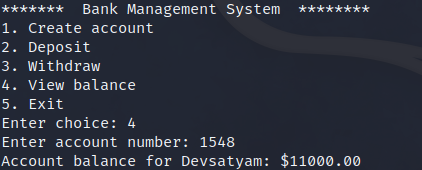 *******  Bank Management System  ********
1. Create account
2. Deposit
3. Withdraw
4. View balance
5. Exit
Enter choice: 4
Enter account number: 1548
Account balance for Devsatyam: $11000.00